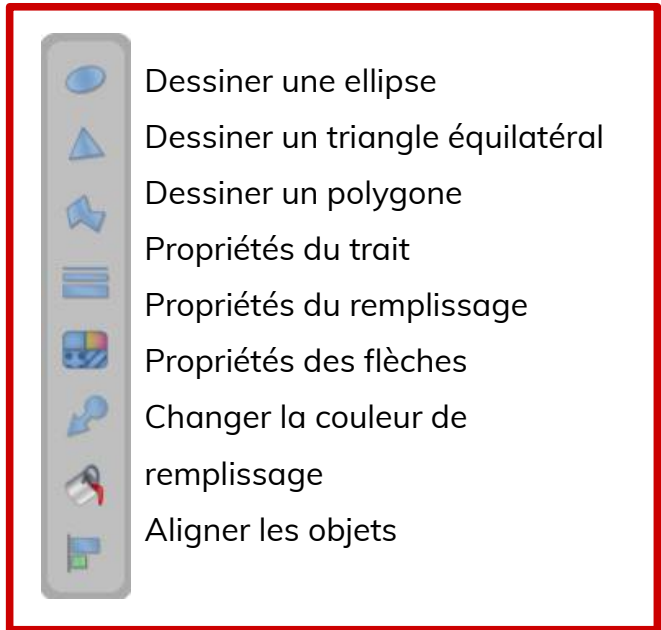 Dessiner une ellipse
Dessiner un triangle équilatéral
Dessiner un polygone
Propriétés du trait
Propriétés du remplissage
Propriétés des flèches
Changer la couleur de
remplissage
Aligner les objets